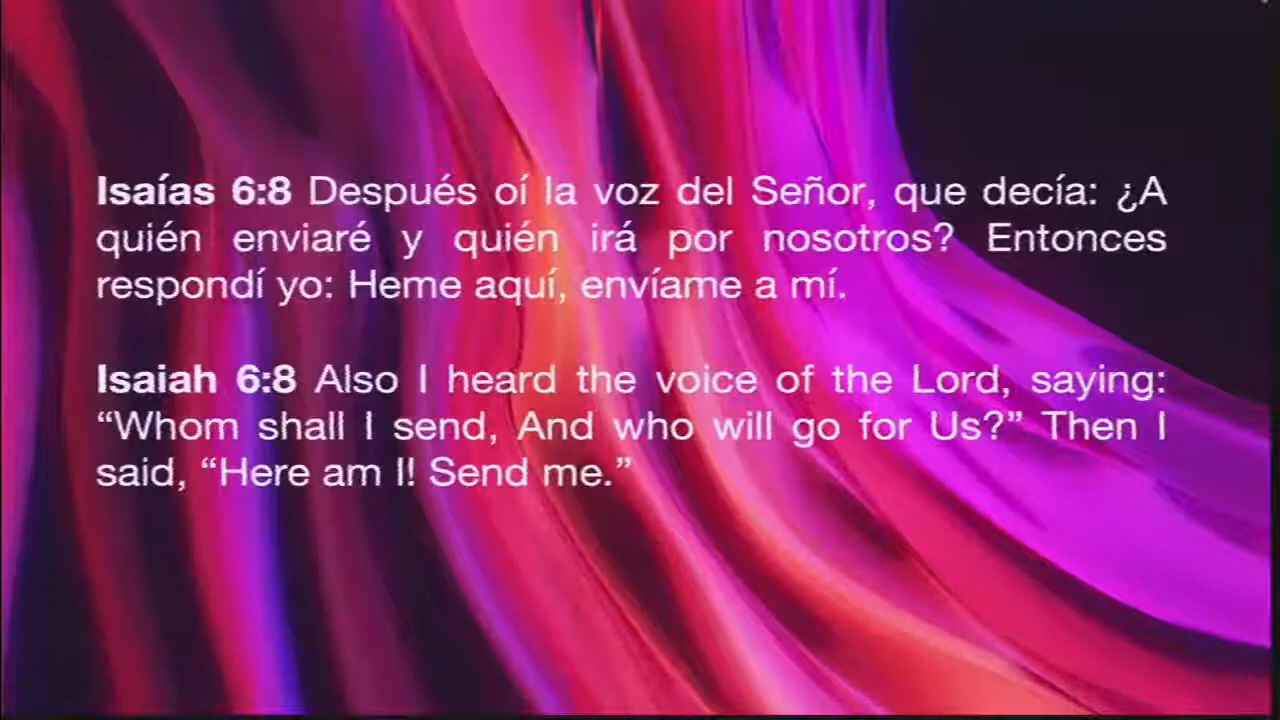 Isaías 6:8 Después oí la voz del Señor, que decía: ¿A
quién enviaré y quién irá por nosotros? Entonces
respondí yo: Heme aquí, envíame a mí.
Isaiah 6:8 Also I heard the voice of the Lord, saying:
“Whom shall I send, And who will go for Us?” Then I
said, “Here am I! Send me.”